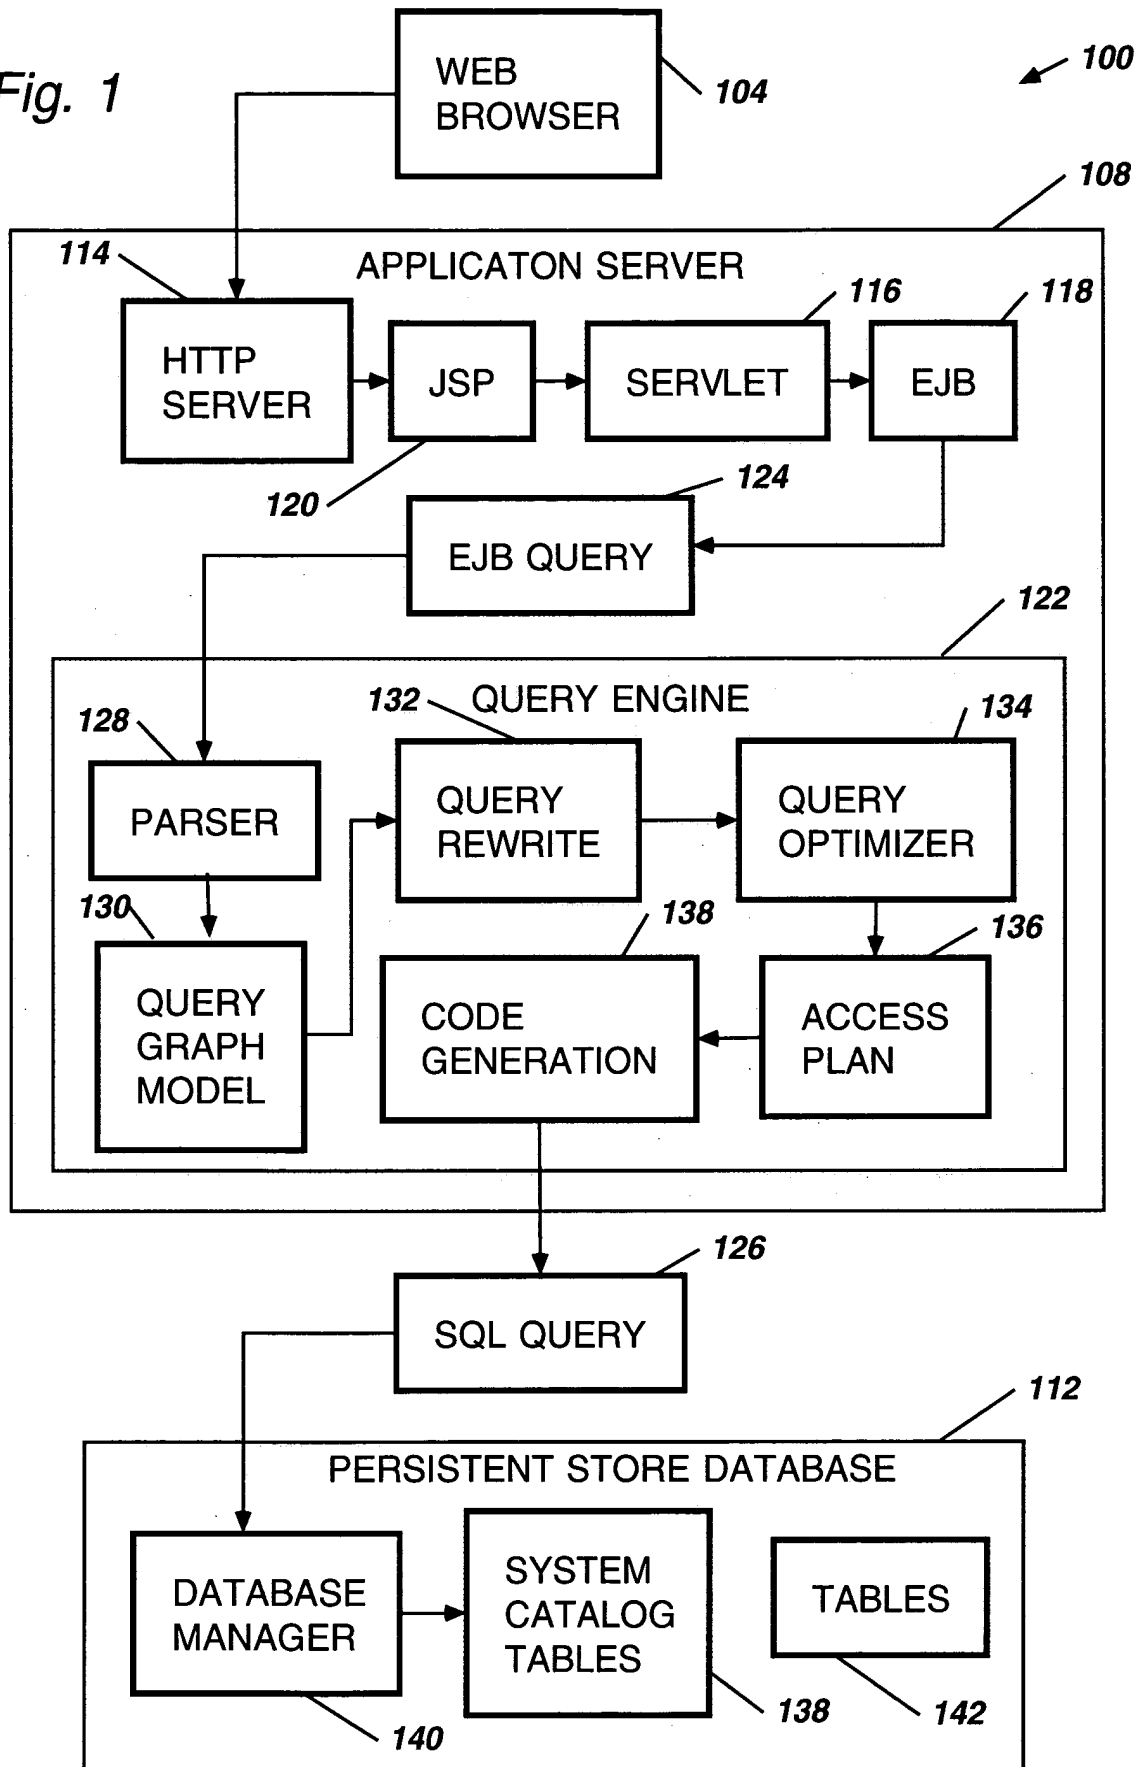 Fig. 1
WEB
BROWSER
104
100
108
114
APPLICATON SERVER
116
118
HTTP
SERVER
JSP
SERVLET
EJB
120
124
EJB QUERY
122
QUERY ENGINE
128
132
134
PARSER
QUERY
REWRITE
QUERY
OPTIMIZER
130
138
136
QUERY
GRAPH
MODEL
CODE
GENERATION
ACCESS
PLAN
126
SQL QUERY
112
PERSISTENT STORE DATABASE
DATABASE
MANAGER
SYSTEM
CATALOG
TABLES
TABLES
140
138
142